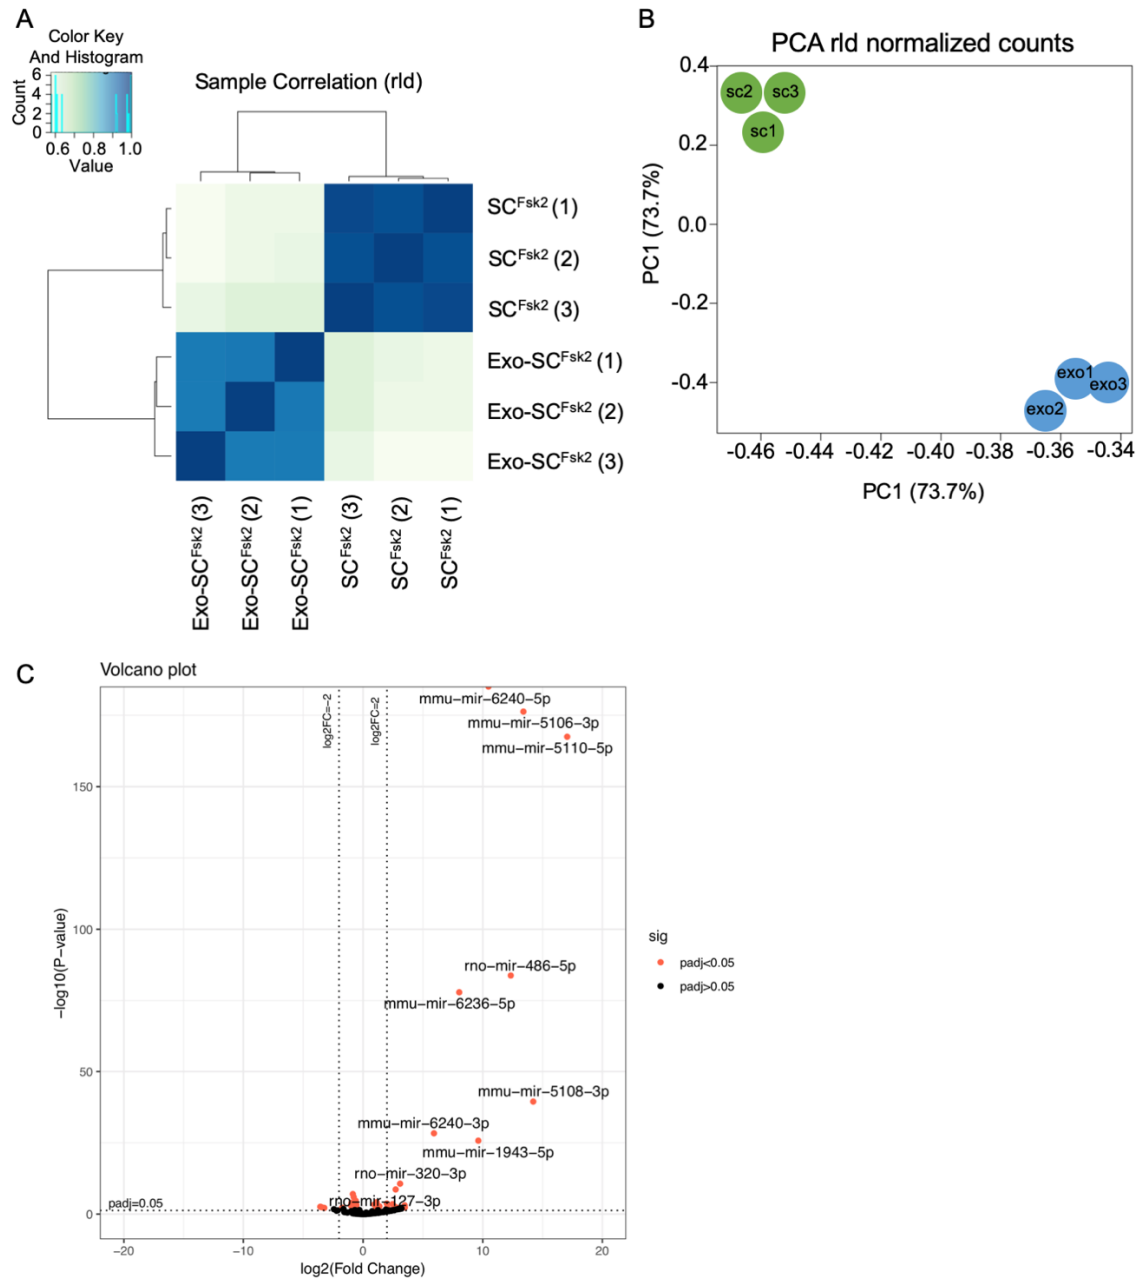 A
Color Key
And Histogram
Count
6
4
2
0
0.6 0.8 1.0
Value
Sample Correlation (rld)
SCFsk2 (1)
SCFsk2 (2)
SCFsk2 (3)
Exo-SCFsk2 (1)
Exo-SCFsk2 (2)
Exo-SCFsk2 (3)
Exo-SCFsk2 (3)
Exo-SCFsk2 (2)
Exo-SCFsk2 (1)
SCFsk2 (3)
SCFsk2 (2)
SCFsk2 (1)
B
PCA rld normalized counts
PC1 (73.7%)
0.4
0.2
0.0
-0.2
-0.4
sc2 sc3
sc1
exo1
exo3
exo2
-0.46 -0.44 -0.42 -0.40 -0.38 -0.36 -0.34
PC1 (73.7%)
C
Volcano plot
log2FC=-2
log2FC=2
mmu-mir-6240-5p
mmu-mir-5106-3p
mmu-mir-5110-5p
rno-mir-486-5p
mmu-mir-6236-5p
mmu-mir-5108-3p
mmu-mir-6240-3p
mmu-mir-1943-5p
rno-mir-320-3p
rno-mir-127-3p
padj=0.05
-log10(P-value)
150
100
50
0
-20 -10 0 10 20
log2(Fold Change)
sig
padj<0.05
padj>0.05